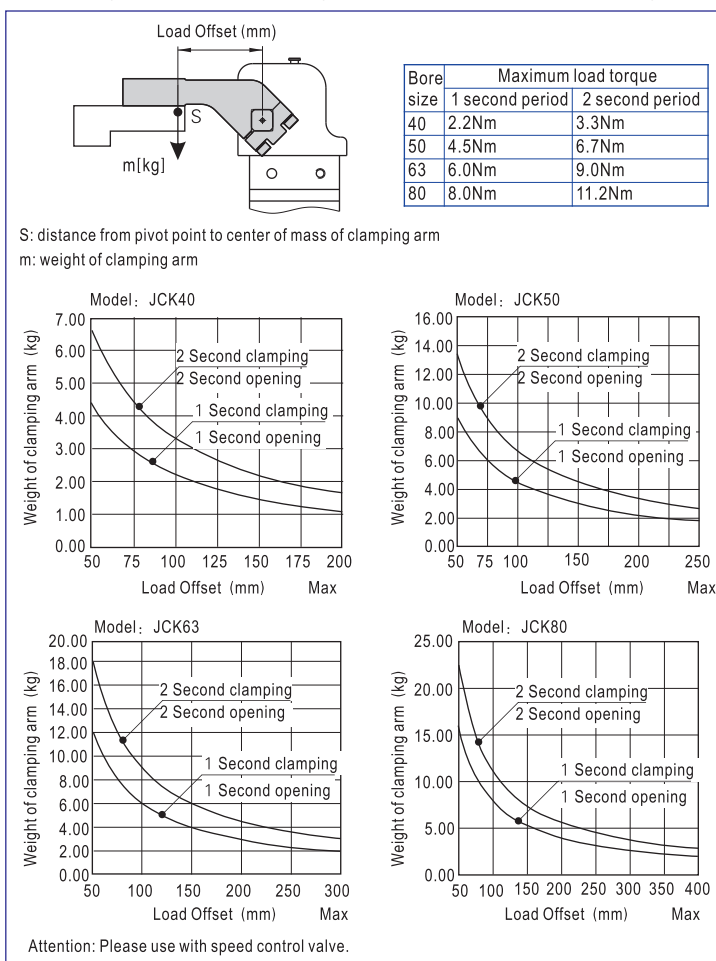 Load Offset (mm)
S
m[kg]
Bore size Maximum load torque
1 second period 2 second period
40 2.2Nm 3.3Nm
50 4.5Nm 6.7Nm
63 6.0Nm 9.0Nm
80 8.0Nm 11.2Nm
S: distance from pivot point to center of mass of clamping arm
m: weight of clamping arm
Model: JCK40
Weight of clamping arm (kg)
7.00
6.00
5.00
4.00
3.00
2.00
1.00
0.00
2 Second clamping
2 Second opening
1 Second clamping
1 Second opening
50 75 100 125 150 175 200
Load Offset (mm) Max
Model: JCK50
Weight of clamping arm (kg)
16.00
14.00
12.00
10.00
8.00
6.00
4.00
2.00
0.00
2 Second clamping
2 Second opening
1 Second clamping
1 Second opening
50 75 100 150 200 250
Load Offset (mm) Max
Model: JCK63
Weight of clamping arm (kg)
20.00
18.00
16.00
14.00
12.00
10.00
8.00
6.00
4.00
2.00
0.00
2 Second clamping
2 Second opening
1 Second clamping
1 Second opening
50 100 150 200 250 300
Load Offset (mm) Max
Model: JCK80
Weight of clamping arm (kg)
25.00
20.00
15.00
10.00
5.00
0.00
2 Second clamping
2 Second opening
1 Second clamping
1 Second opening
50 100 150 200 250 300 350 400
Load Offset (mm) Max
Attention: Please use with speed control valve.